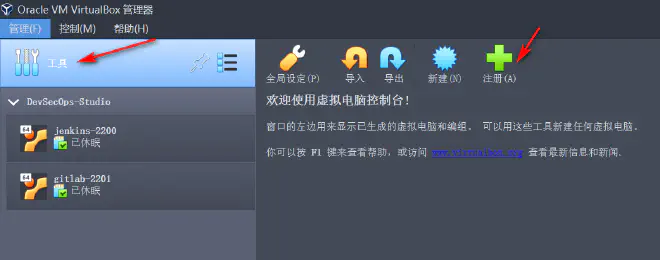 Oracle VM VirtualBox 管理器
管理(F) 控制(M) 帮助(H)
工具
全局设定(P) 导入 导出 新建(N) 注册(A)
DevSecOps-Studio
64 jenkins-2200
已休眠
64 gitlab-2201
已休眠
欢迎使用虚拟电脑控制台!
窗口的左边用来显示已生成的虚拟电脑和编组。 可以用这些工具新建任何虚拟电脑。
你可以按 F1 键来查看帮助，或访问 www.virtualbox.org 查看最新信息和新闻.